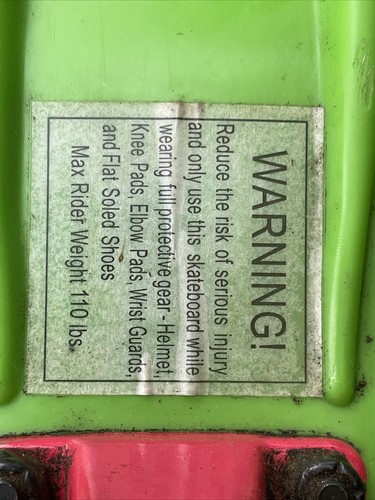 WARNING!
Reduce the risk of serious injury
and only use this skateboard while
wearing full protective gear - Helmet,
Knee Pads, Elbow Pads, Wrist Guards,
and Flat Soled Shoes
Max Rider Weight 110 lbs.